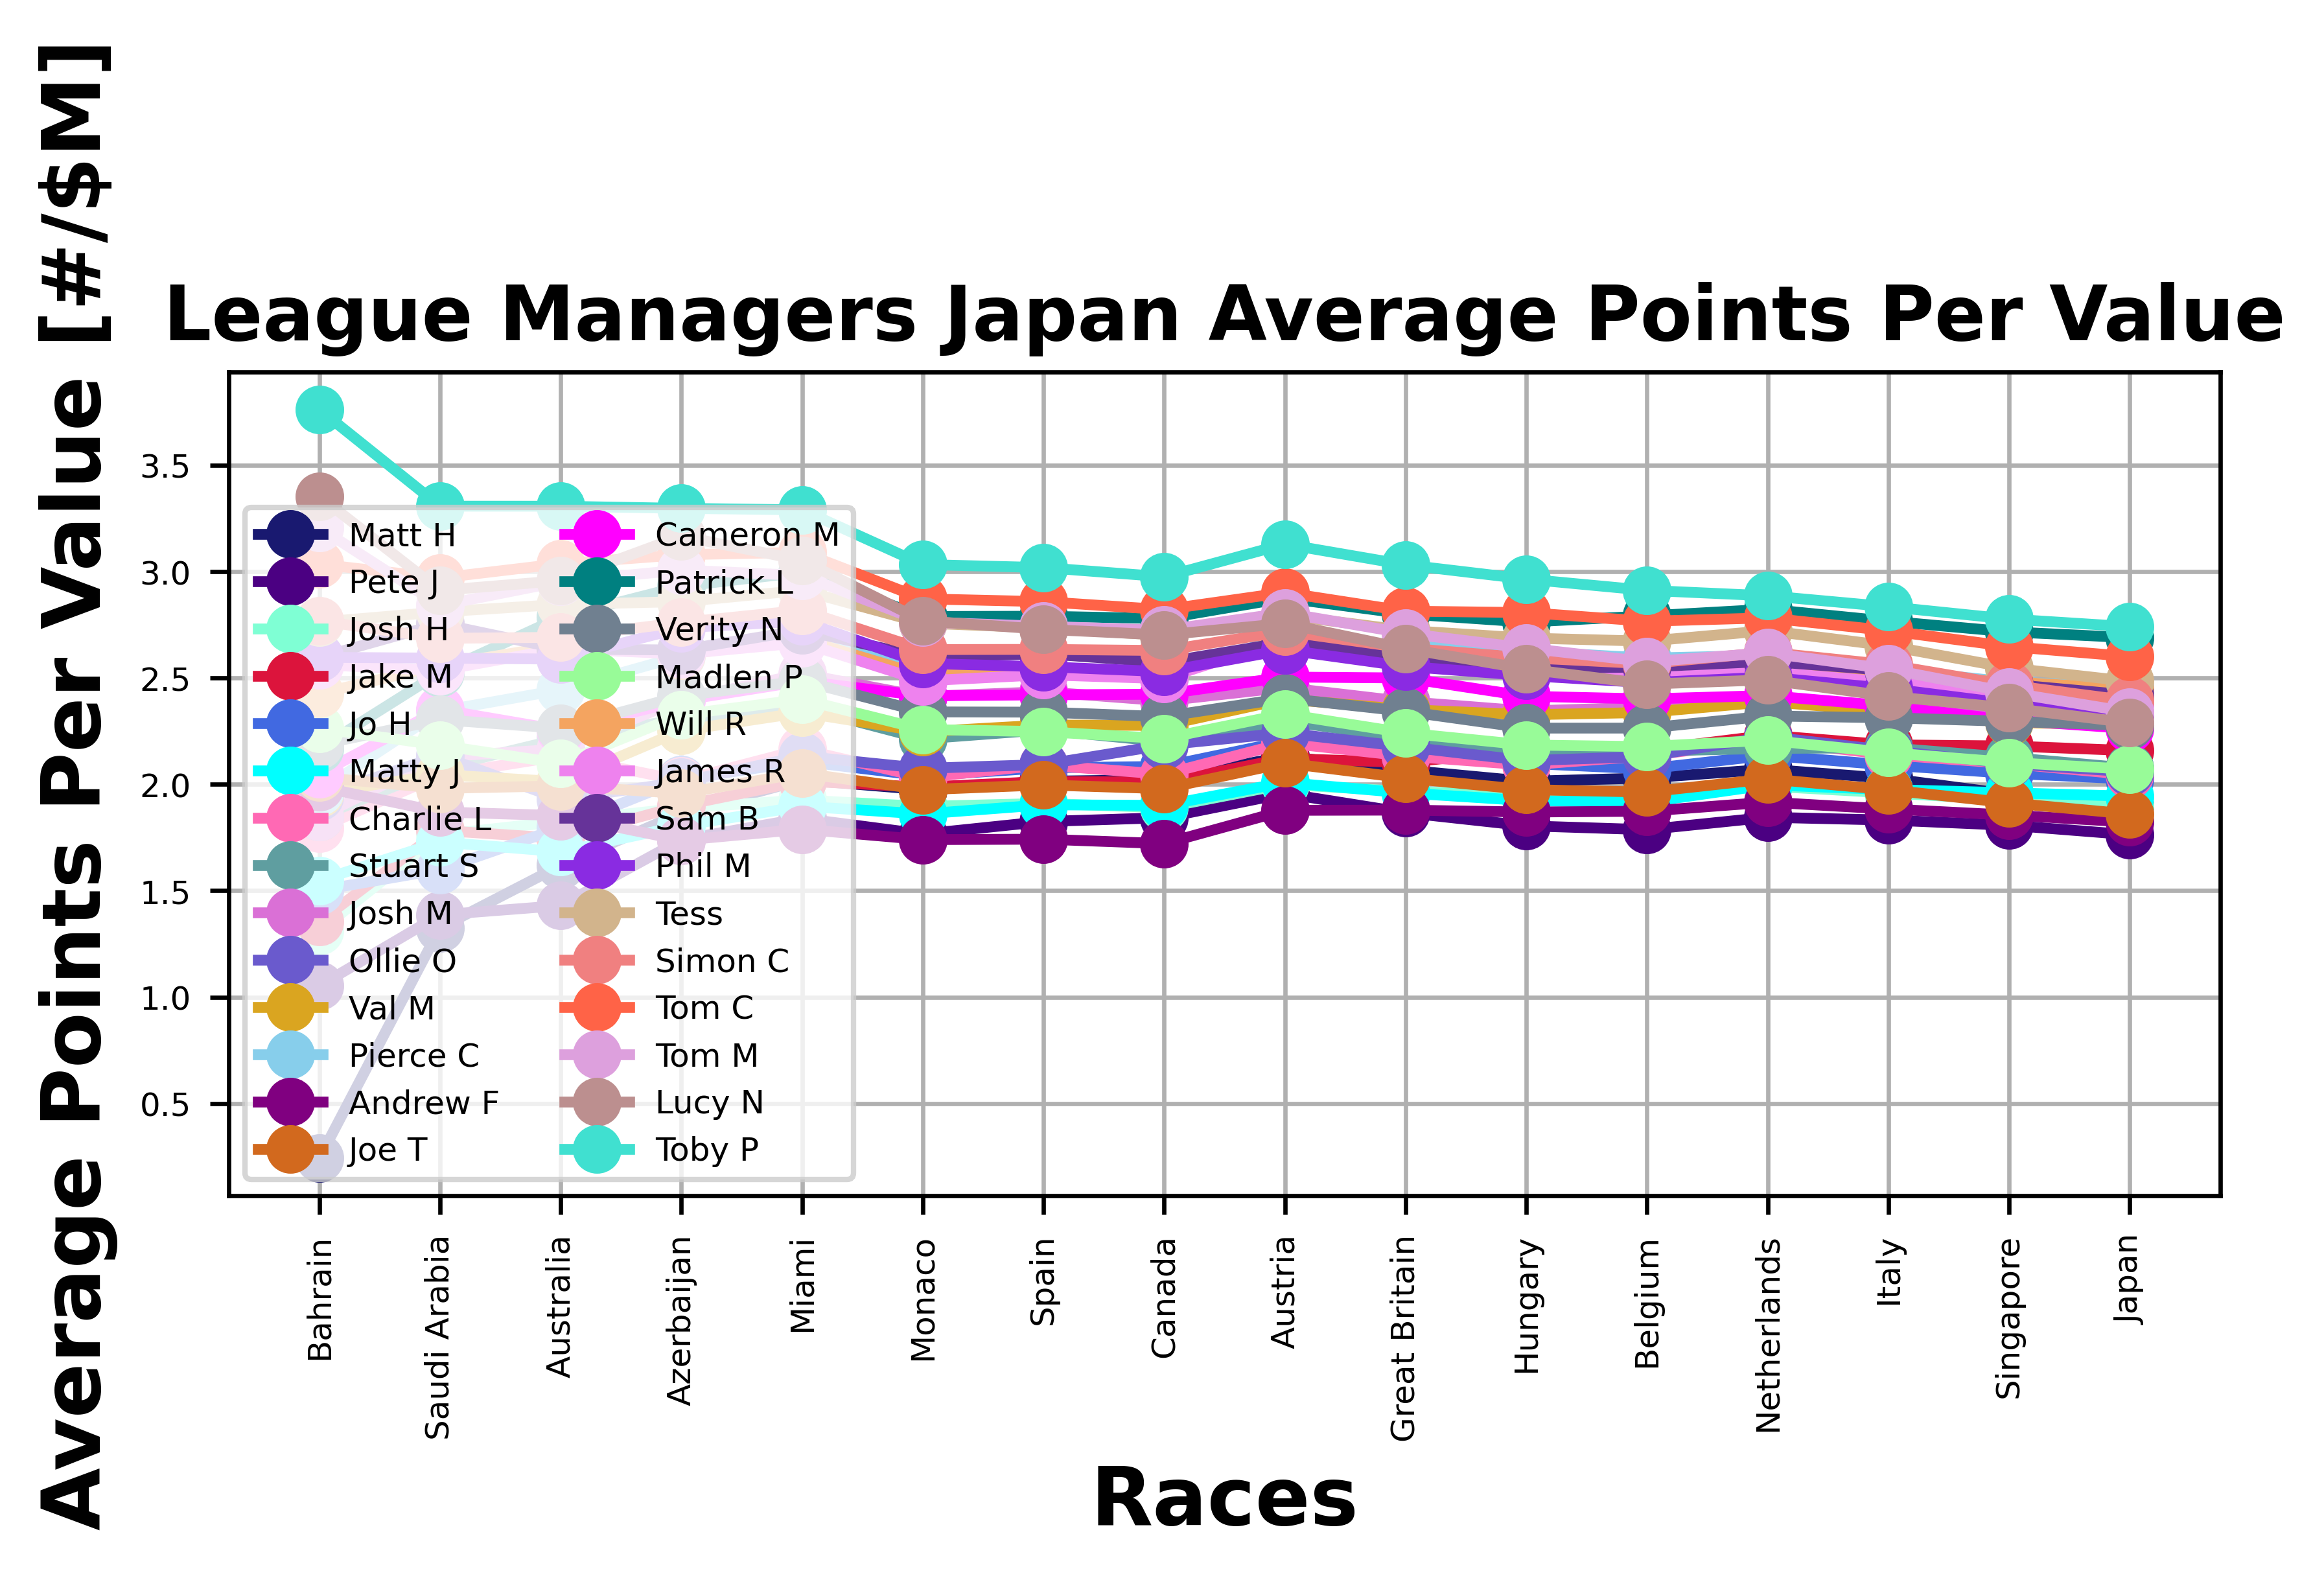 League Managers Japan Average Points Per Value
Average Points Per Value [#/$M]
3.5
3.0
2.5
2.0
1.5
1.0
0.5
Matt H
Pete J
Josh H
Jake M
Jo H
Matty J
Charlie L
Stuart S
Josh M
Ollie O
Val M
Pierce C
Andrew F
Joe T
Cameron M
Patrick L
Verity N
Madlen P
Will R
James R
Sam B
Phil M
Tess
Simon C
Tom C
Tom M
Lucy N
Toby P
Bahrain
Saudi Arabia
Australia
Azerbaijan
Miami
Monaco
Spain
Canada
Austria
Great Britain
Hungary
Belgium
Netherlands
Italy
Singapore
Japan
Races